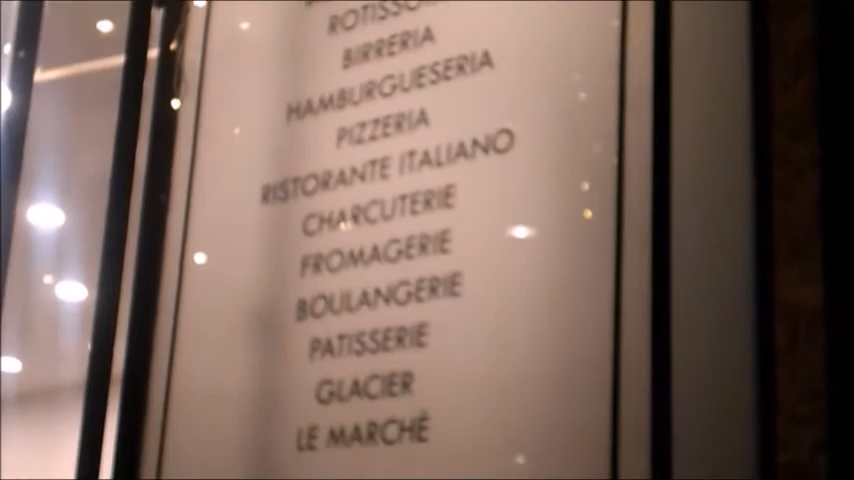 BIRRERIA
HAMBURGUESERIA
PIZZERIA
RISTORANTE ITALIANO
CHARCUTERIE
FROMAGERIE
BOULANGERIE
PATISSERIE
GLACIER
LE MARCHÉ